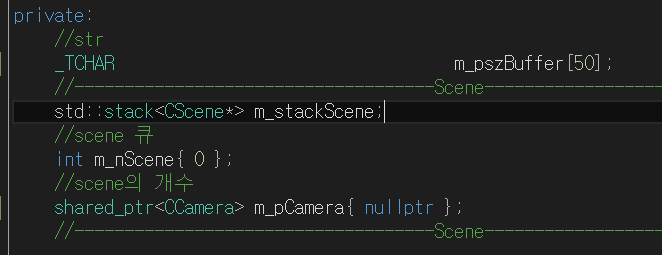 private:
//str
_TCHAR m_pszBuffer[50];
//-----------------------------------Scene-----------------
std::stack<CScene*> m_stackScene;
//scene 큐
int m_nScene{ 0 };
//scene의 개수
shared_ptr<CCamera> m_pCamera{ nullptr };
//-----------------------------------Scene-----------------